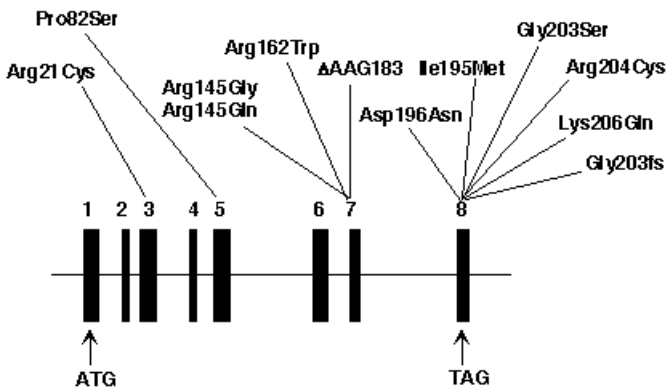 Pro82Ser
Gly203Ser
Arg162Trp
Arg21Cys
ΔAAG183
Ile195Met
Arg204Cys
Arg145Gly
Arg145Gln
Asp196Asn
Lys206Gln
Gly203fs
1 2 3 4 5 6 7 8
ATG
TAG